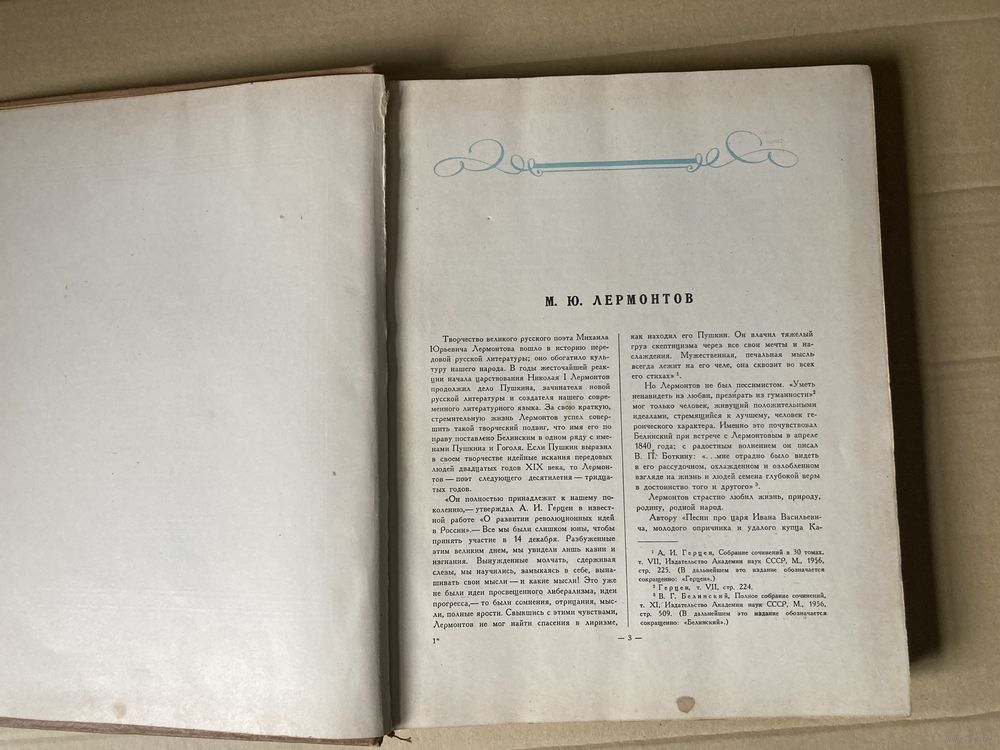 М. Ю. ЛЕРМОНТОВ
Творчество великого русского поэта Михаила
Юрьевича Лермонтова вошло в историю пере-
довой русской литературы; оно обогатило куль-
туру нашего народа. В годы жесточайшей реак-
ции начала царствования Николая I Лермонтов
продолжил дело Пушкина, зачинателя новой
русской литературы и создателя нашего совре-
менного литературного языка. За свою краткую,
стремительную жизнь Лермонтов успел совер-
шить такой творческий подвиг, что имя его по
праву поставлено Белинским в одном ряду с име-
нами Пушкина и Гоголя. Если Пушкин выразил
в своем творчестве идейные искания передовых
людей двадцатых годов XIX века, то Лермон-
тов — поэт следующего десятилетия — тридца-
тых годов.
«Он полностью принадлежит к нашему по-
колению,— утверждал А. И. Герцен в извест-
ной работе «О развитии революционных идей
в России».— Все мы были слишком юны, чтобы
принять участие в 14 декабря. Разбуженные
этим великим днем, мы увидели лишь казни и
изгнания. Вынужденные молчать, сдерживая
слезы, мы научились, замыкаясь в себе, вына-
шивать свои мысли — и какие мысли! Это уже
не были идеи просвещенного либерализма, идеи
прогресса,— то были сомнения, отрицания, мыс-
ли, полные ярости. Свыкшись с этими чувствами,
Лермонтов не мог найти спасения в лиризме,
как находил его Пушкин. Он влачил тяжелый
груз скептицизма через все свои мечты и на-
слаждения. Мужественная, печальная мысль
всегда лежит на его челе, она сквозит во всех
его стихах» ¹.
Но Лермонтов не был пессимистом. «Уметь
ненавидеть из любви, презирать из гуманности»²
мог только человек, живущий положительными
идеалами, стремящийся к лучшему, человек ге-
роического характера. Именно это почувствовал
Белинский при встрече с Лермонтовым в апреле
1840 года; с радостным волнением он писал
В. П. Боткину: «. . мне отрадно было видеть
в его рассудочном, охлажденном и озлобленном
взгляде на жизнь и людей семена глубокой веры
в достоинство того и другого» ³.
Лермонтов страстно любил жизнь, природу,
родину, родной народ.
Автору «Песни про царя Ивана Васильеви-
ча, молодого опричника и удалого купца Ка-
¹ А. И. Герцен, Собрание сочинений в 30 томах,
т. VII, Издательство Академии наук СССР, М., 1956,
стр. 225. (В дальнейшем это издание обозначается
сокращенно: «Герцен».)
² Герцен, т. VII, стр. 224.
³ В. Г. Белинский, Полное собрание сочинений,
т. XI, Издательство Академии наук СССР, М., 1956,
стр. 509. (В дальнейшем это издание обозначается
сокращенно: «Белинский».)
1*
— 3 —